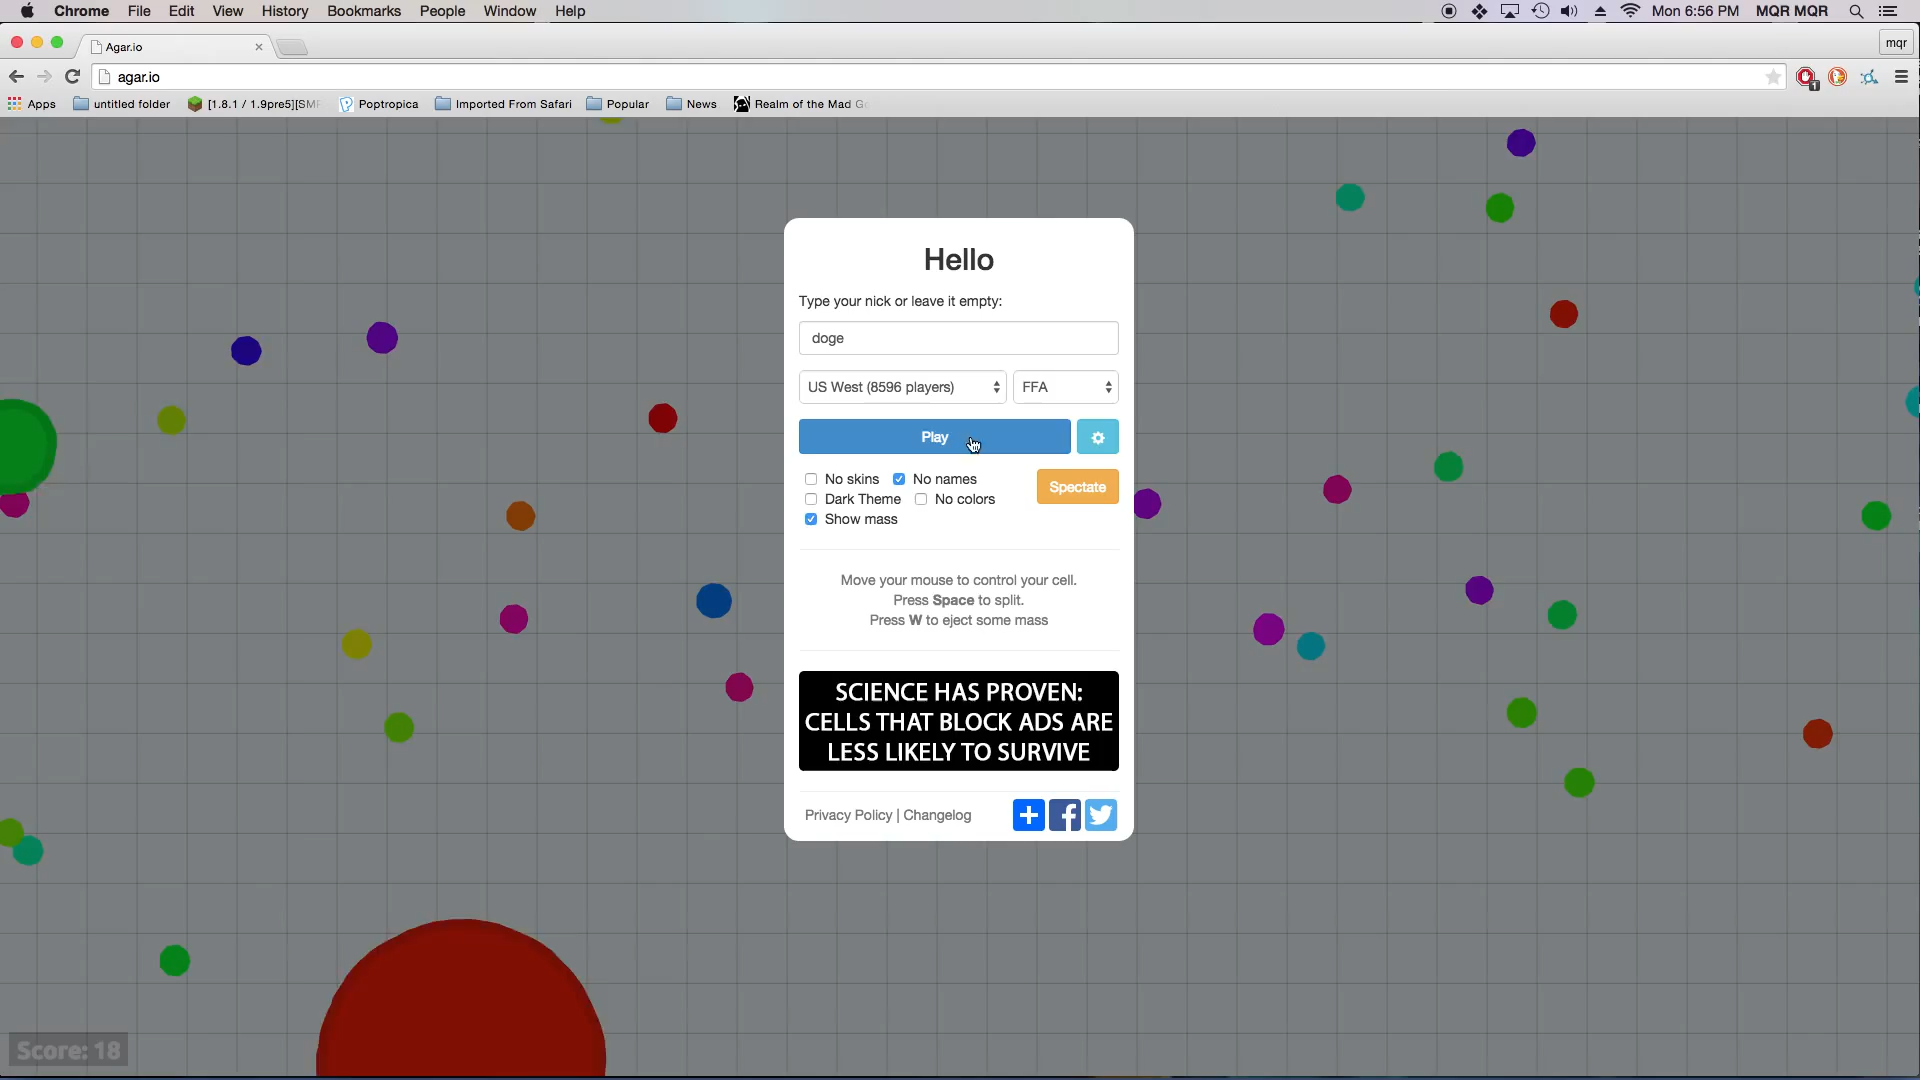 Chrome File Edit View History Bookmarks People Window Help Mon 6:56 PM MQR MQR
Agar.io mqr
agar.io 1
Apps untitled folder [1.8.1 / 1.9pre5][SM Poptropica Imported From Safari Popular News Realm of the Mad G
Hello
Type your nick or leave it empty:
doge
US West (8596 players) FFA
Play
No skins No names
Spectate
Dark Theme No colors
Show mass
Move your mouse to control your cell.
Press Space to split.
Press W to eject some mass
SCIENCE HAS PROVEN:
CELLS THAT BLOCK ADS ARE
LESS LIKELY TO SURVIVE
Privacy Policy | Changelog
Score: 18